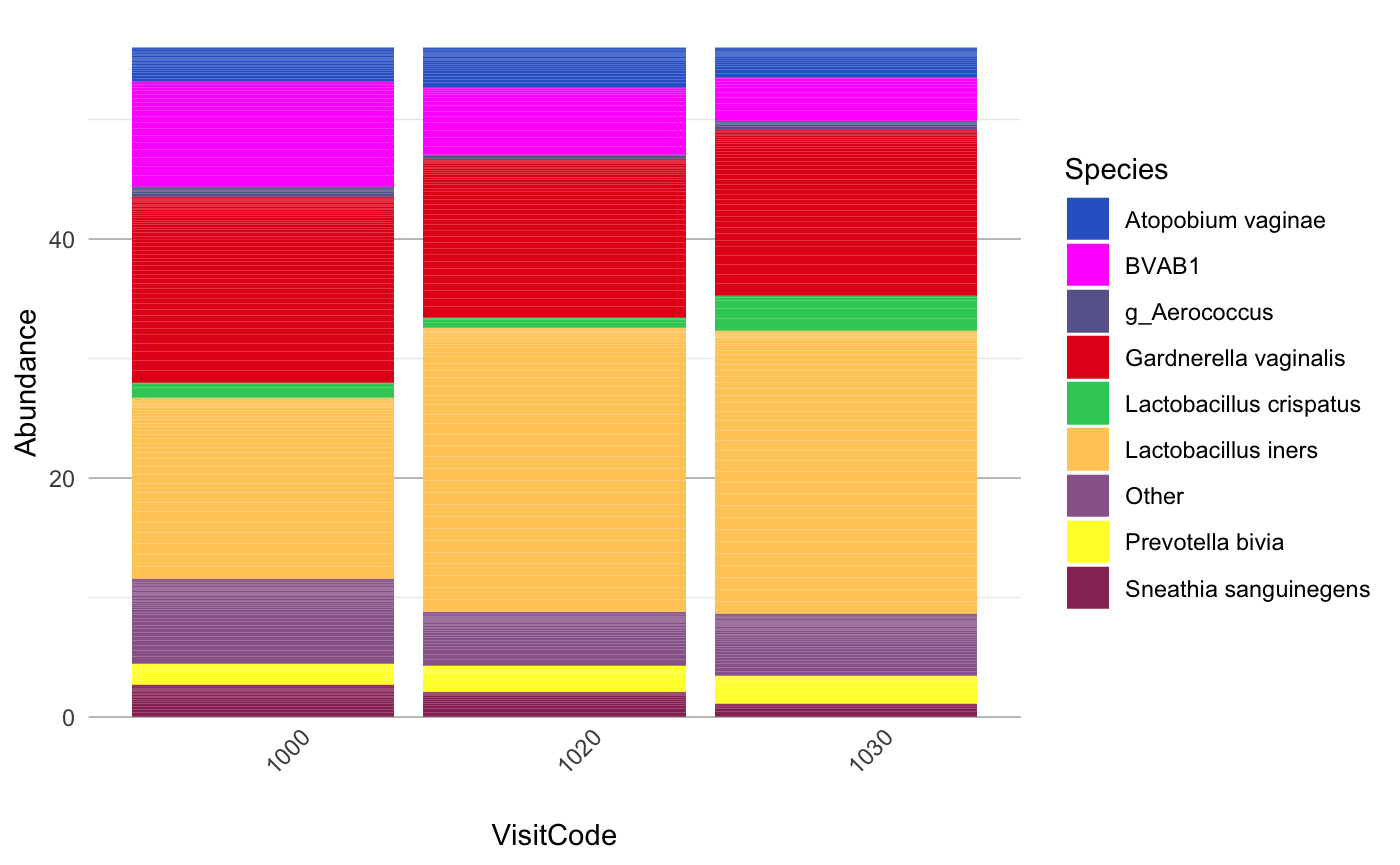 Abundance
40
20
0
1000
1020
1030
VisitCode
Species
Atopobium vaginae
BVAB1
g_Aerococcus
Gardnerella vaginalis
Lactobacillus crispatus
Lactobacillus iners
Other
Prevotella bivia
Sneathia sanguinegens